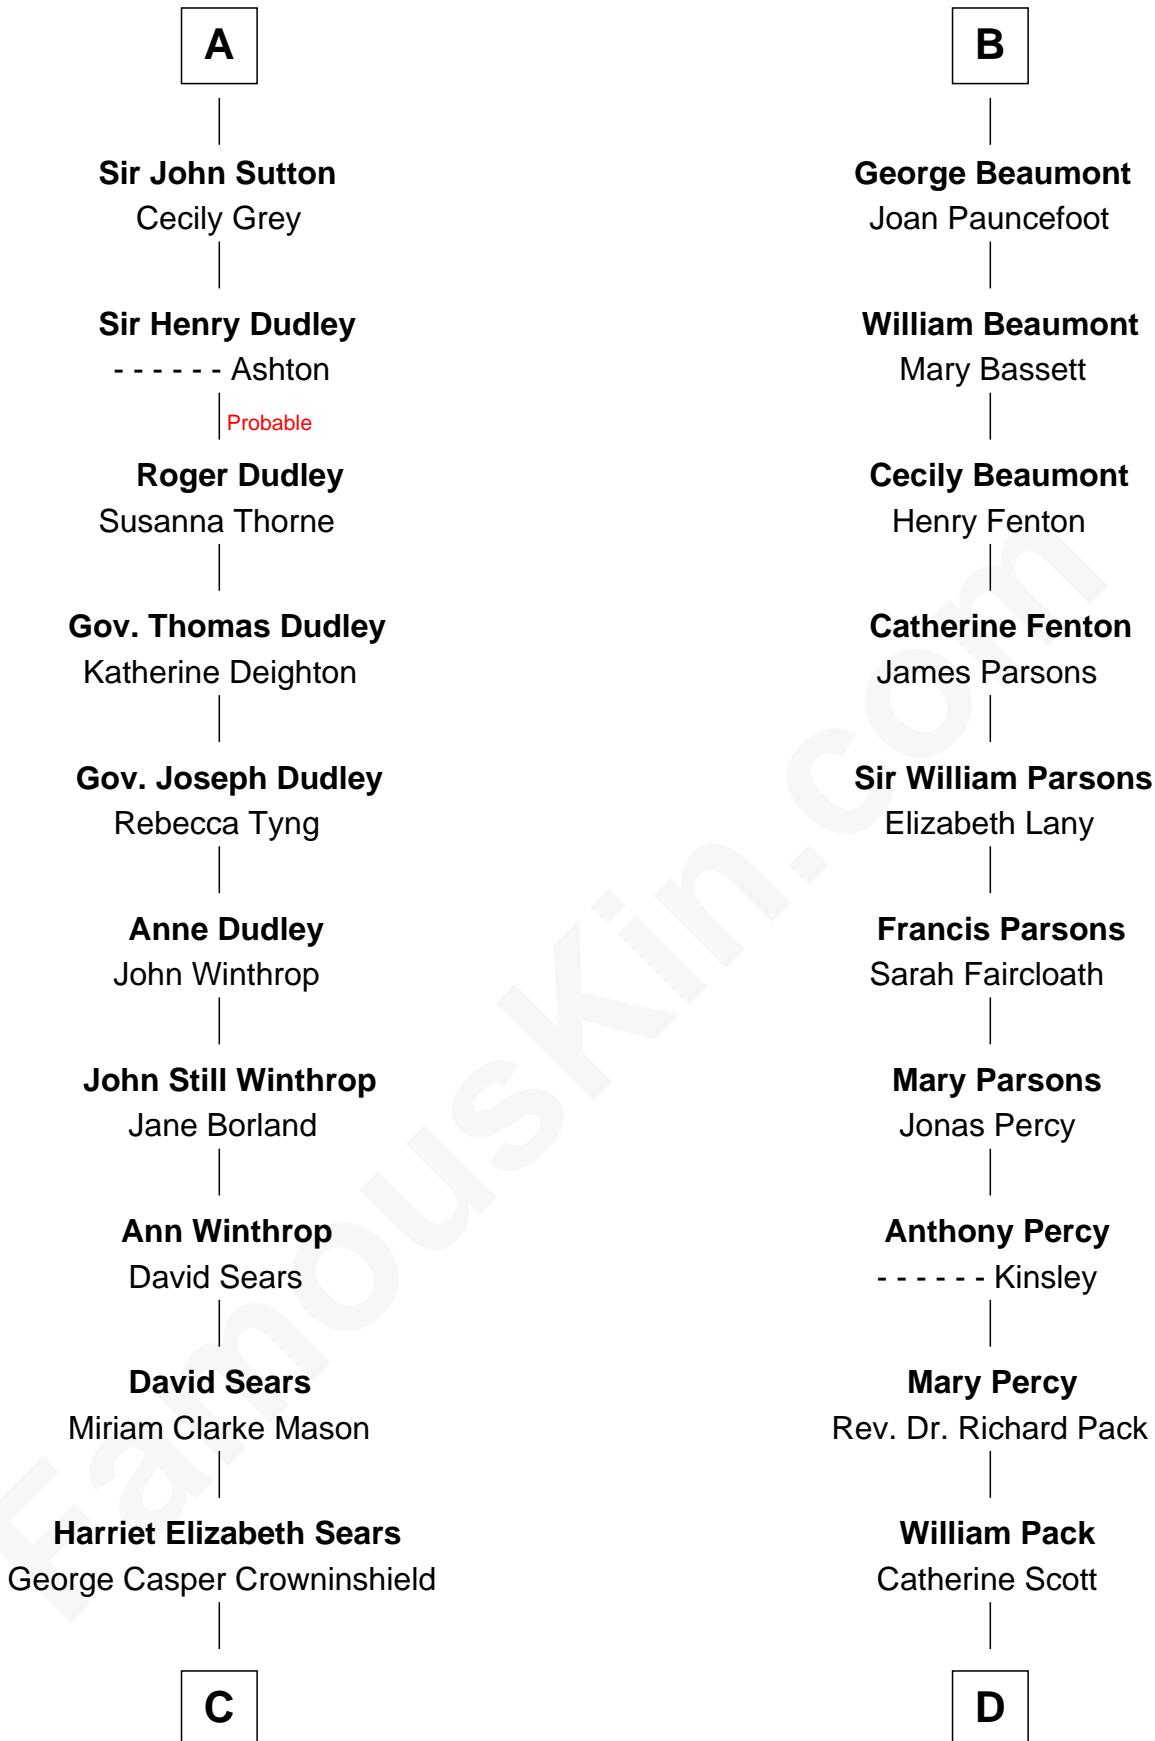 A
Sir John Sutton
Cecily Grey
Sir Henry Dudley
- - - - - - Ashton
Probable
Roger Dudley
Susanna Thorne
Gov. Thomas Dudley
Katherine Deighton
Gov. Joseph Dudley
Rebecca Tyng
Anne Dudley
John Winthrop
John Still Winthrop
Jane Borland
Ann Winthrop
David Sears
David Sears
Miriam Clarke Mason
Harriet Elizabeth Sears
George Casper Crowninshield
C
B
George Beaumont
Joan Pauncefoot
William Beaumont
Mary Bassett
Cecily Beaumont
Henry Fenton
Catherine Fenton
James Parsons
Sir William Parsons
Elizabeth Lany
Francis Parsons
Sarah Faircloath
Mary Parsons
Jonas Percy
Anthony Percy
- - - - - - Kinsley
Mary Percy
Rev. Dr. Richard Pack
William Pack
Catherine Scott
D
FamousKin.com